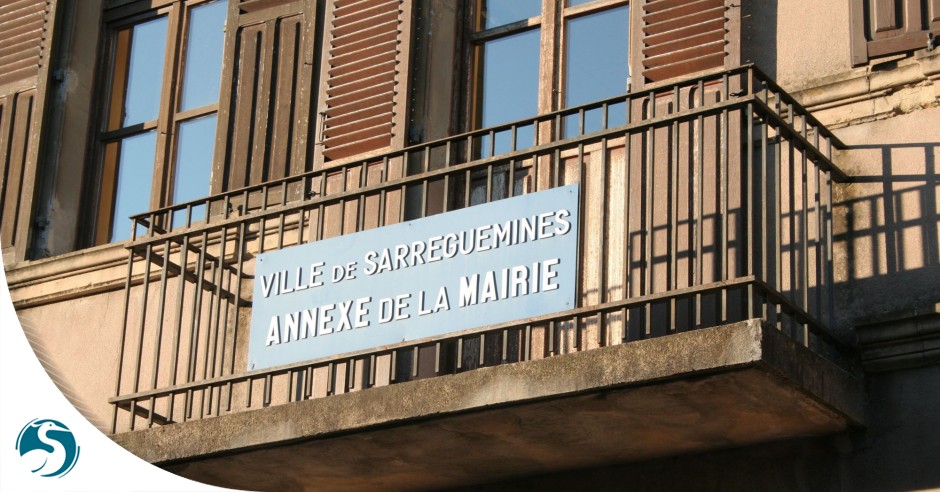 VILLE DE SARREGUEMINES
ANNEXE DE LA MAIRIE